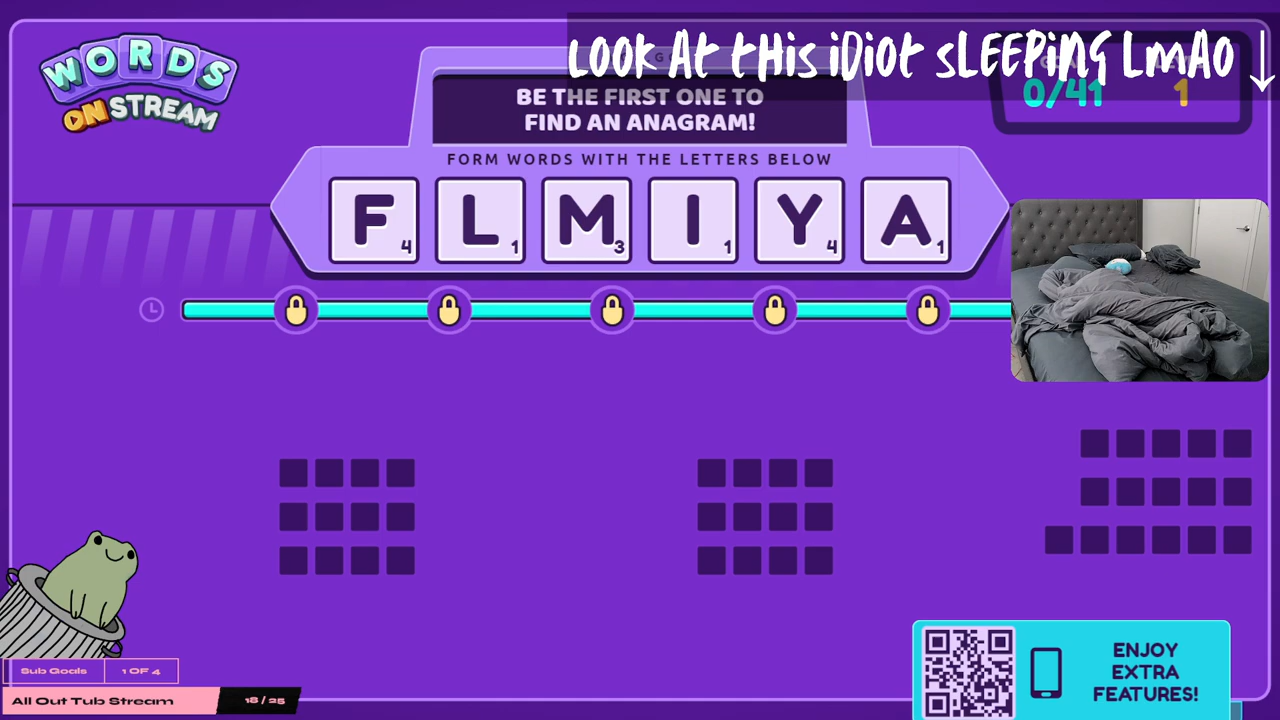 WORDS
ON STREAM
LOOK At tHis iDiot sLEEPiNG LmAO ↓
0/41
1
BE THE FIRST ONE TO
FIND AN ANAGRAM!
FORM WORDS WITH THE LETTERS BELOW
F 4 L 1 M 3 I 1 Y 4 A 1
Sub Goals 1 OF 4
All Out Tub Stream 18 / 25
ENJOY
EXTRA
FEATURES!